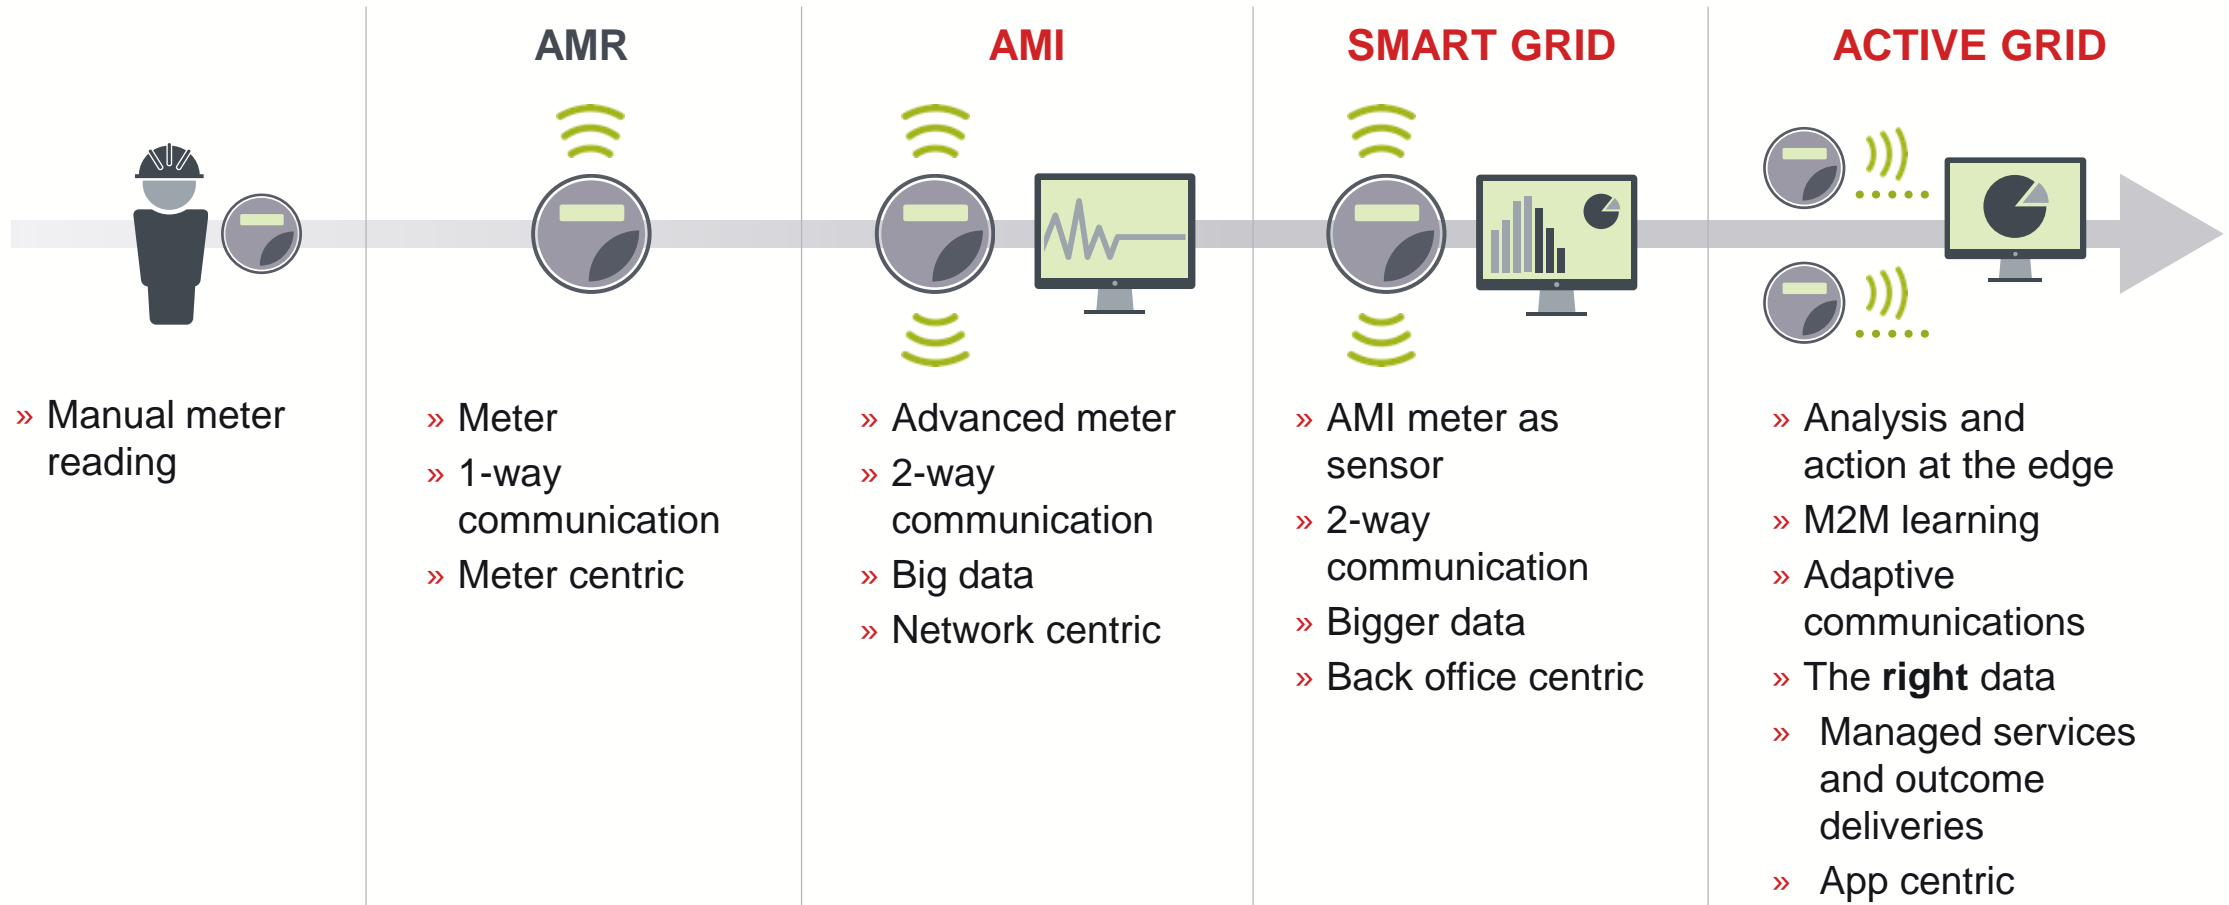 » Manual meter
reading
AMR
» Meter
» 1-way
communication
» Meter centric
AMI
» Advanced meter
» 2-way
communication
» Big data
» Network centric
SMART GRID
» AMI meter as
sensor
» 2-way
communication
» Bigger data
» Back office centric
ACTIVE GRID
» Analysis and
action at the edge
» M2M learning
» Adaptive
communications
» The right data
» Managed services
and outcome
deliveries
» App centric